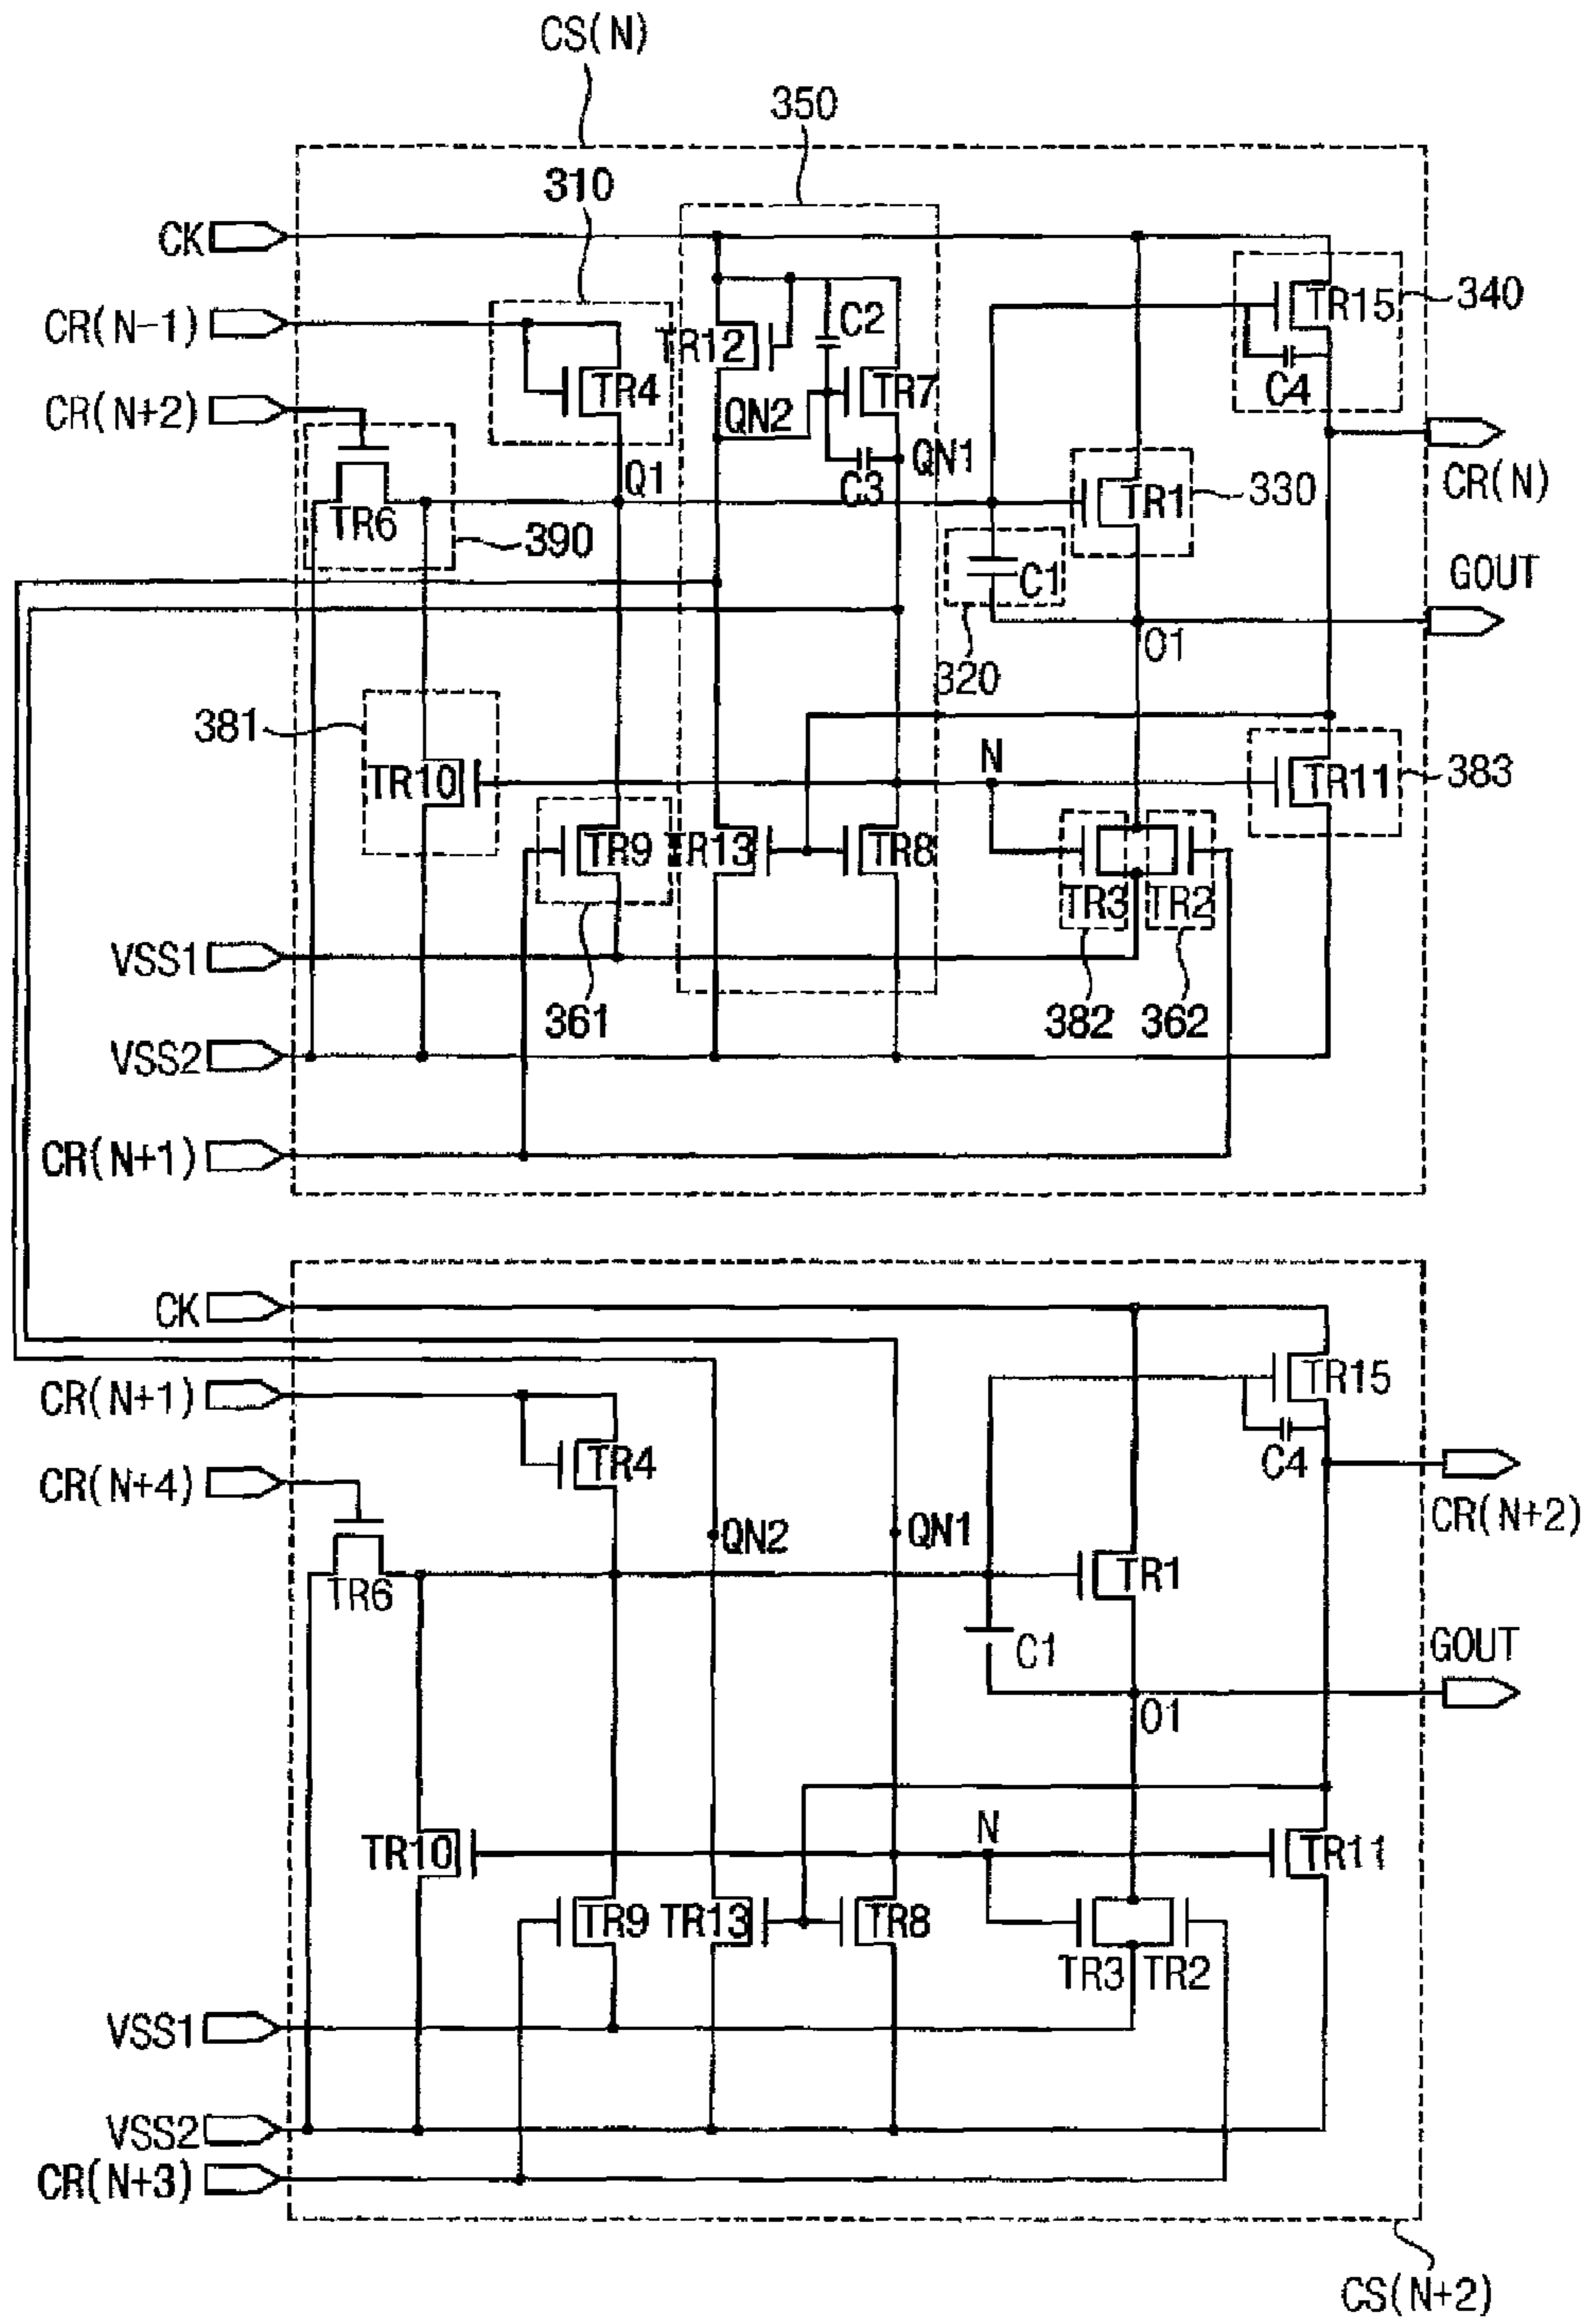 CS(N)
350
310
CK
CR(N-1)
CR(N+2)
TR12
C2
TR15
340
TR4
TR7
C4
QN2
QN1
CR(N)
Q1
C3
TR1
330
TR6
390
C1
GOUT
O1
320
381
N
TR10
TR11
383
TR9
TR13
TR8
TR3
TR2
VSS1
361
382
362
VSS2
CR(N+1)
CK
CR(N+1)
TR15
TR4
C4
CR(N+4)
CR(N+2)
QN2
QN1
TR6
TR1
C1
GOUT
O1
N
TR10
TR11
TR9
TR13
TR8
TR3
TR2
VSS1
VSS2
CR(N+3)
CS(N+2)